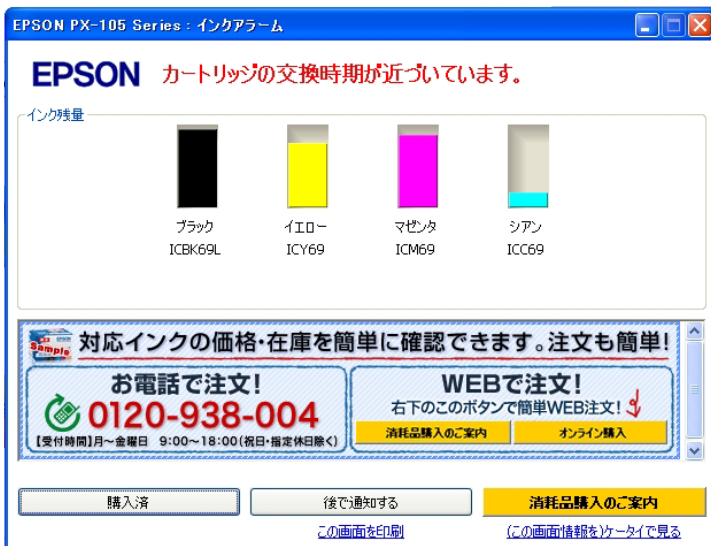 EPSON PX-105 Series : インクアラーム
EPSON カートリッジの交換時期が近づいています。
インク残量
ブラック イエロー マゼンタ シアン
ICBK69L ICY69 ICM69 ICC69
Sample 対応インクの価格・在庫を簡単に確認できます。注文も簡単!
お電話で注文!
0120-938-004
【受付時間】月~金曜日 9:00~18:00(祝日・指定休日除く)
WEBで注文!
右下のこのボタンで簡単WEB注文!
消耗品購入のご案内 オンライン購入
購入済 後で通知する 消耗品購入のご案内
この画面を印刷 (この画面情報を)ケータイで見る